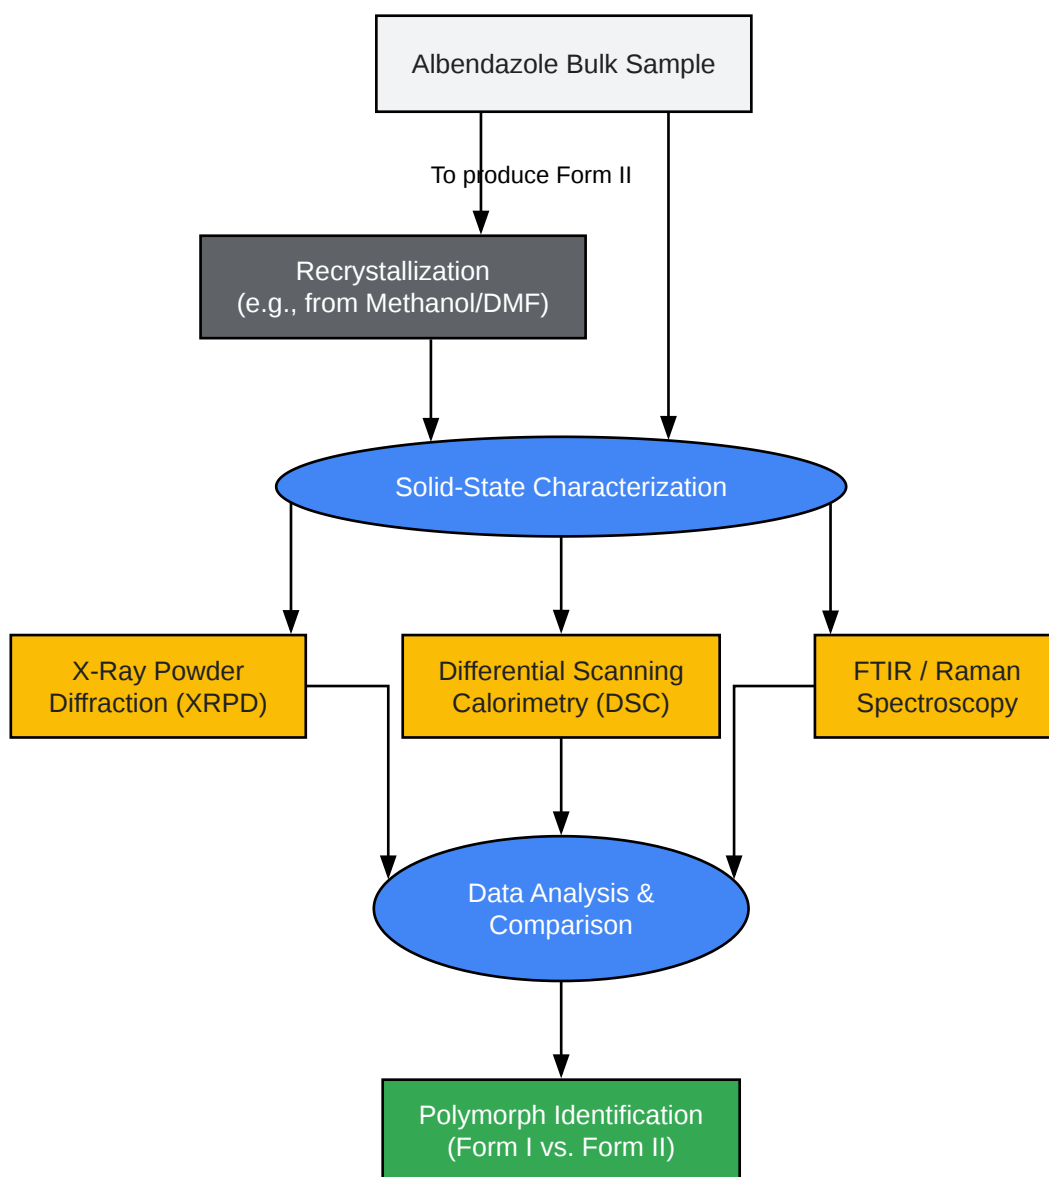 Albendazole Bulk Sample
To produce Form II
Recrystallization
(e.g., from Methanol/DMF)
Solid-State Characterization
X-Ray Powder
Diffraction (XRPD)
Differential Scanning
Calorimetry (DSC)
FTIR / Raman
Spectroscopy
Data Analysis &
Comparison
Polymorph Identification
(Form I vs. Form II)